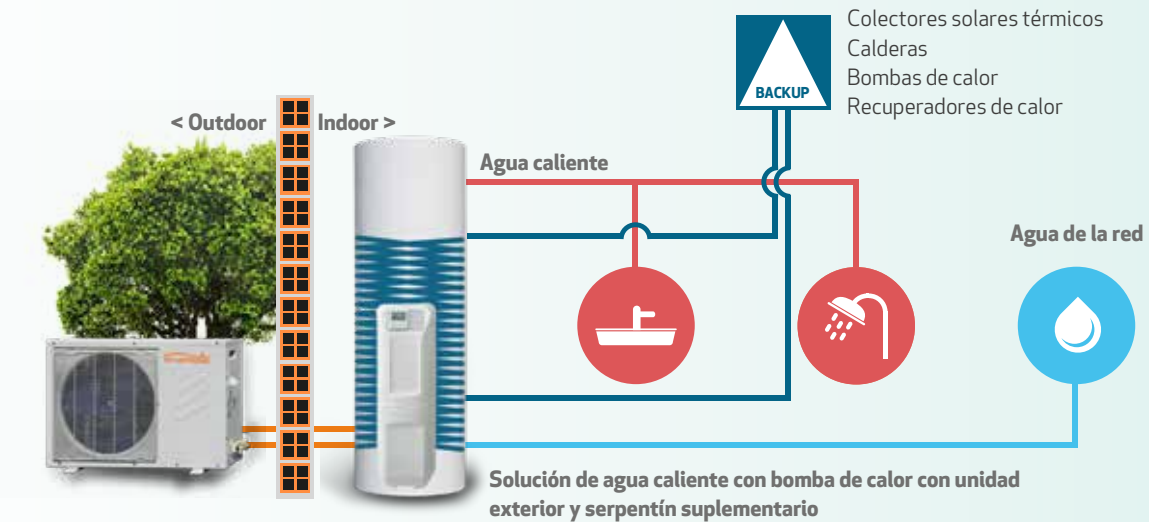 Colectores solares térmicos
Calderas
Bombas de calor
Recuperadores de calor
BACKUP
< Outdoor
Indoor >
Agua caliente
Agua de la red
Solución de agua caliente con bomba de calor con unidad
exterior y serpentín suplementario